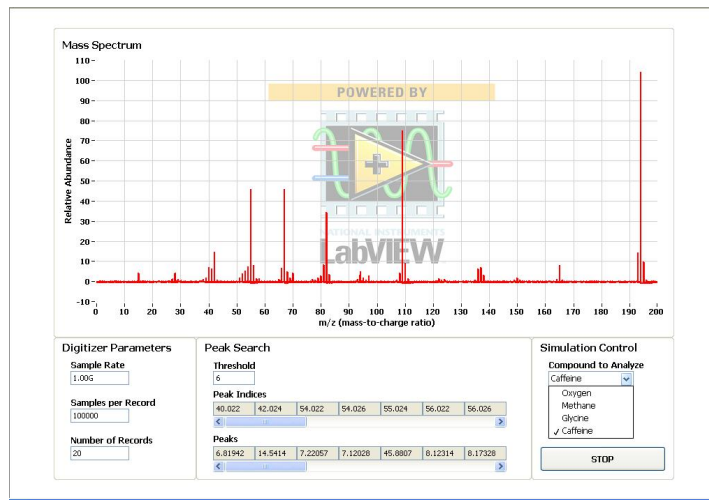 Mass Spectrum
110
100
90
80
70
60
50
40
30
20
10
0
-10
Relative Abundance
POWERED BY
NATIONAL INSTRUMENTS
LabVIEW
0 10 20 30 40 50 60 70 80 90 100 110 120 130 140 150 160 170 180 190 200
m/z (mass-to-charge ratio)
Digitizer Parameters
Sample Rate
1.00G
Samples per Record
100000
Number of Records
20
Peak Search
Threshold
6
Peak Indices
40.022 42.024 54.022 54.026 55.024 56.022 56.026
Peaks
6.81942 14.5414 7.22057 7.12028 45.8807 8.12314 8.17328
Simulation Control
Compound to Analyze
Caffeine
Oxygen
Methane
Glycine
✓ Caffeine
STOP